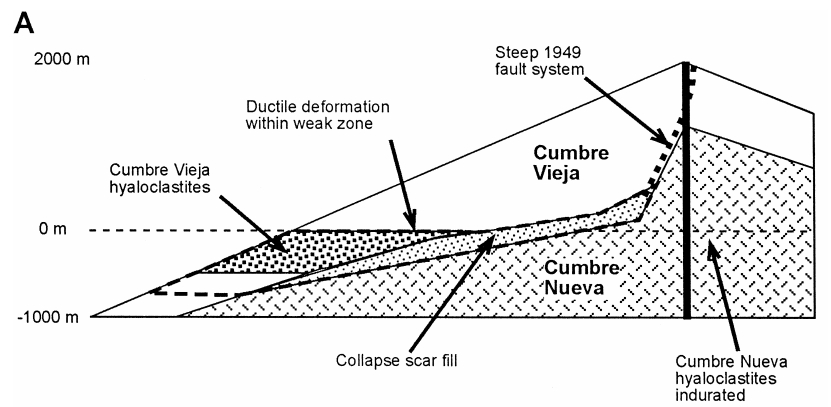 A
2000 m
Steep 1949
fault system
Ductile deformation
within weak zone
Cumbre
Vieja
Cumbre Vieja
hyaloclastites
0 m
Cumbre
Nueva
-1000 m
Collapse scar fill
Cumbre Nueva
hyaloclastites
indurated